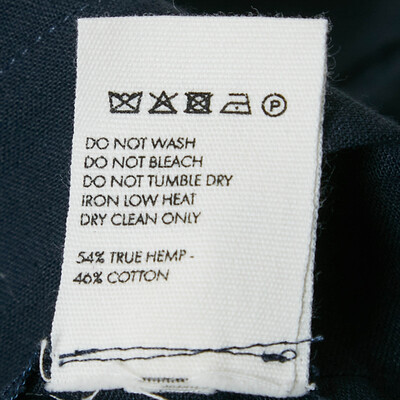 P
DO NOT WASH
DO NOT BLEACH
DO NOT TUMBLE DRY
IRON LOW HEAT
DRY CLEAN ONLY
54% TRUE HEMP -
46% COTTON